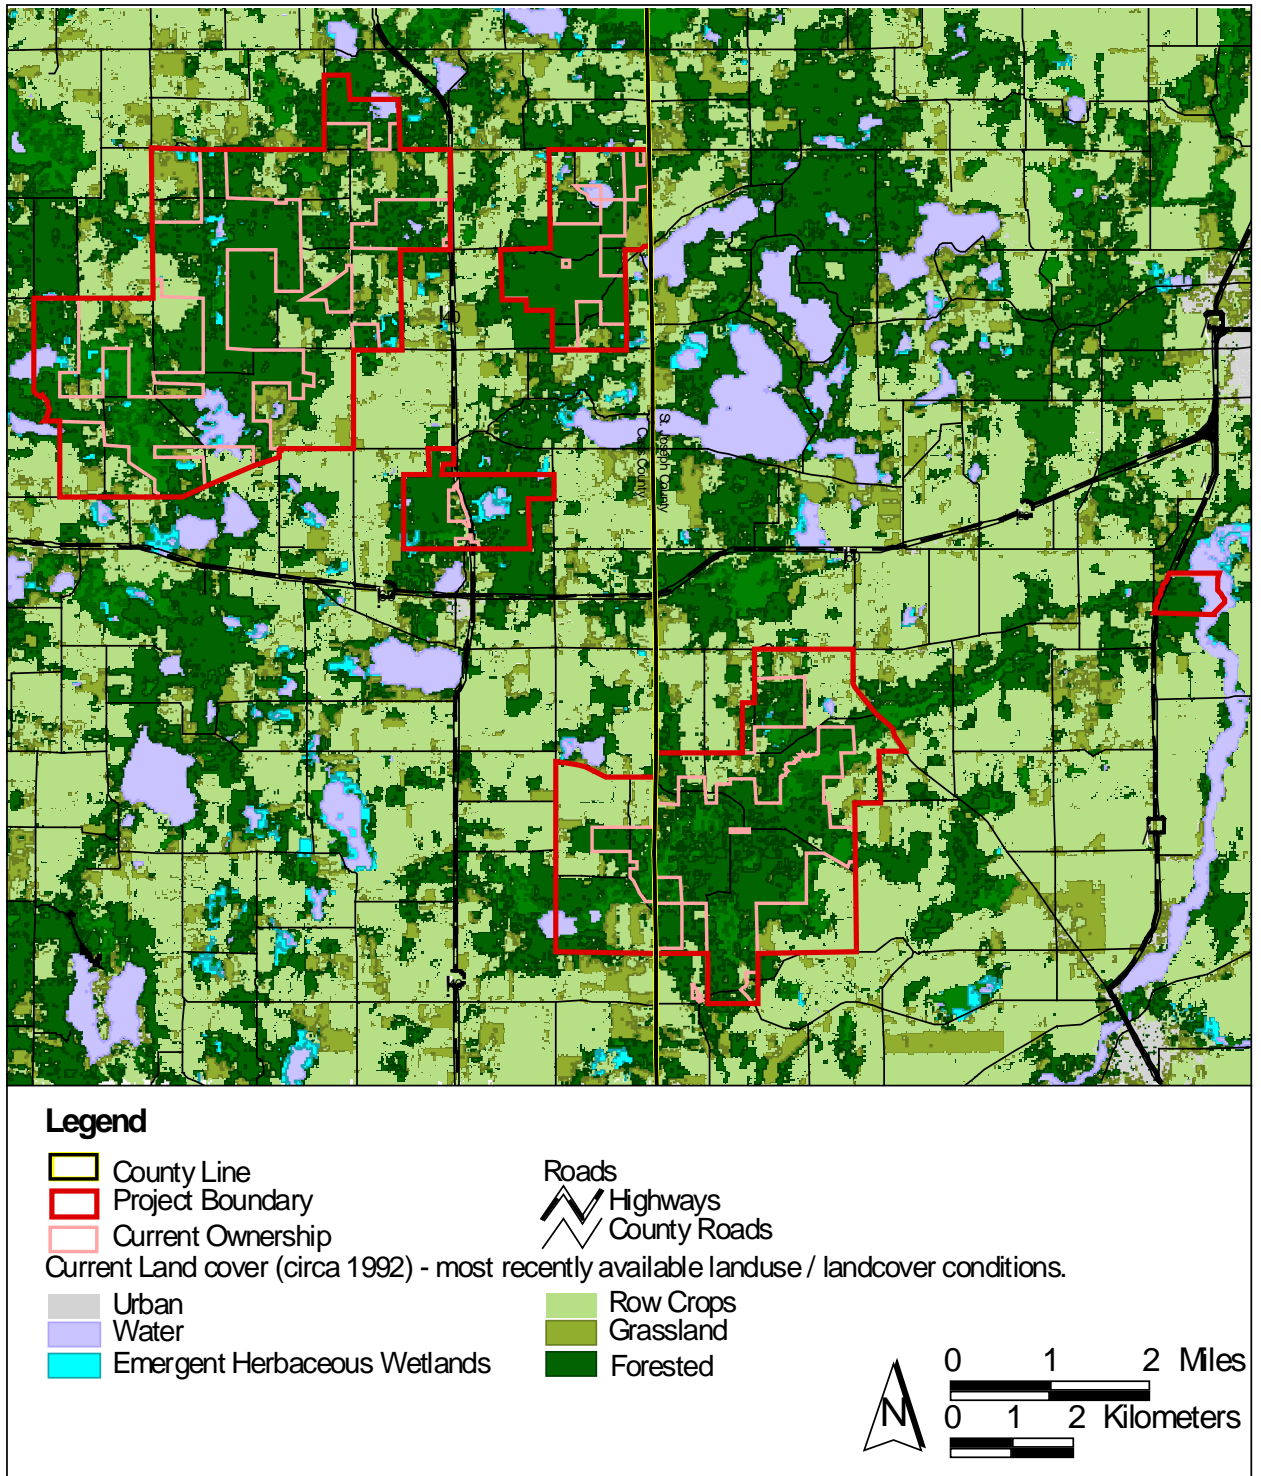 St. Joseph County
Cass County
Legend
County Line
Project Boundary
Current Ownership
Roads
Highways
County Roads
Current Land cover (circa 1992) - most recently available landuse / landcover conditions.
Urban
Water
Emergent Herbaceous Wetlands
Row Crops
Grassland
Forested
N
0 1 2 Miles
0 1 2 Kilometers